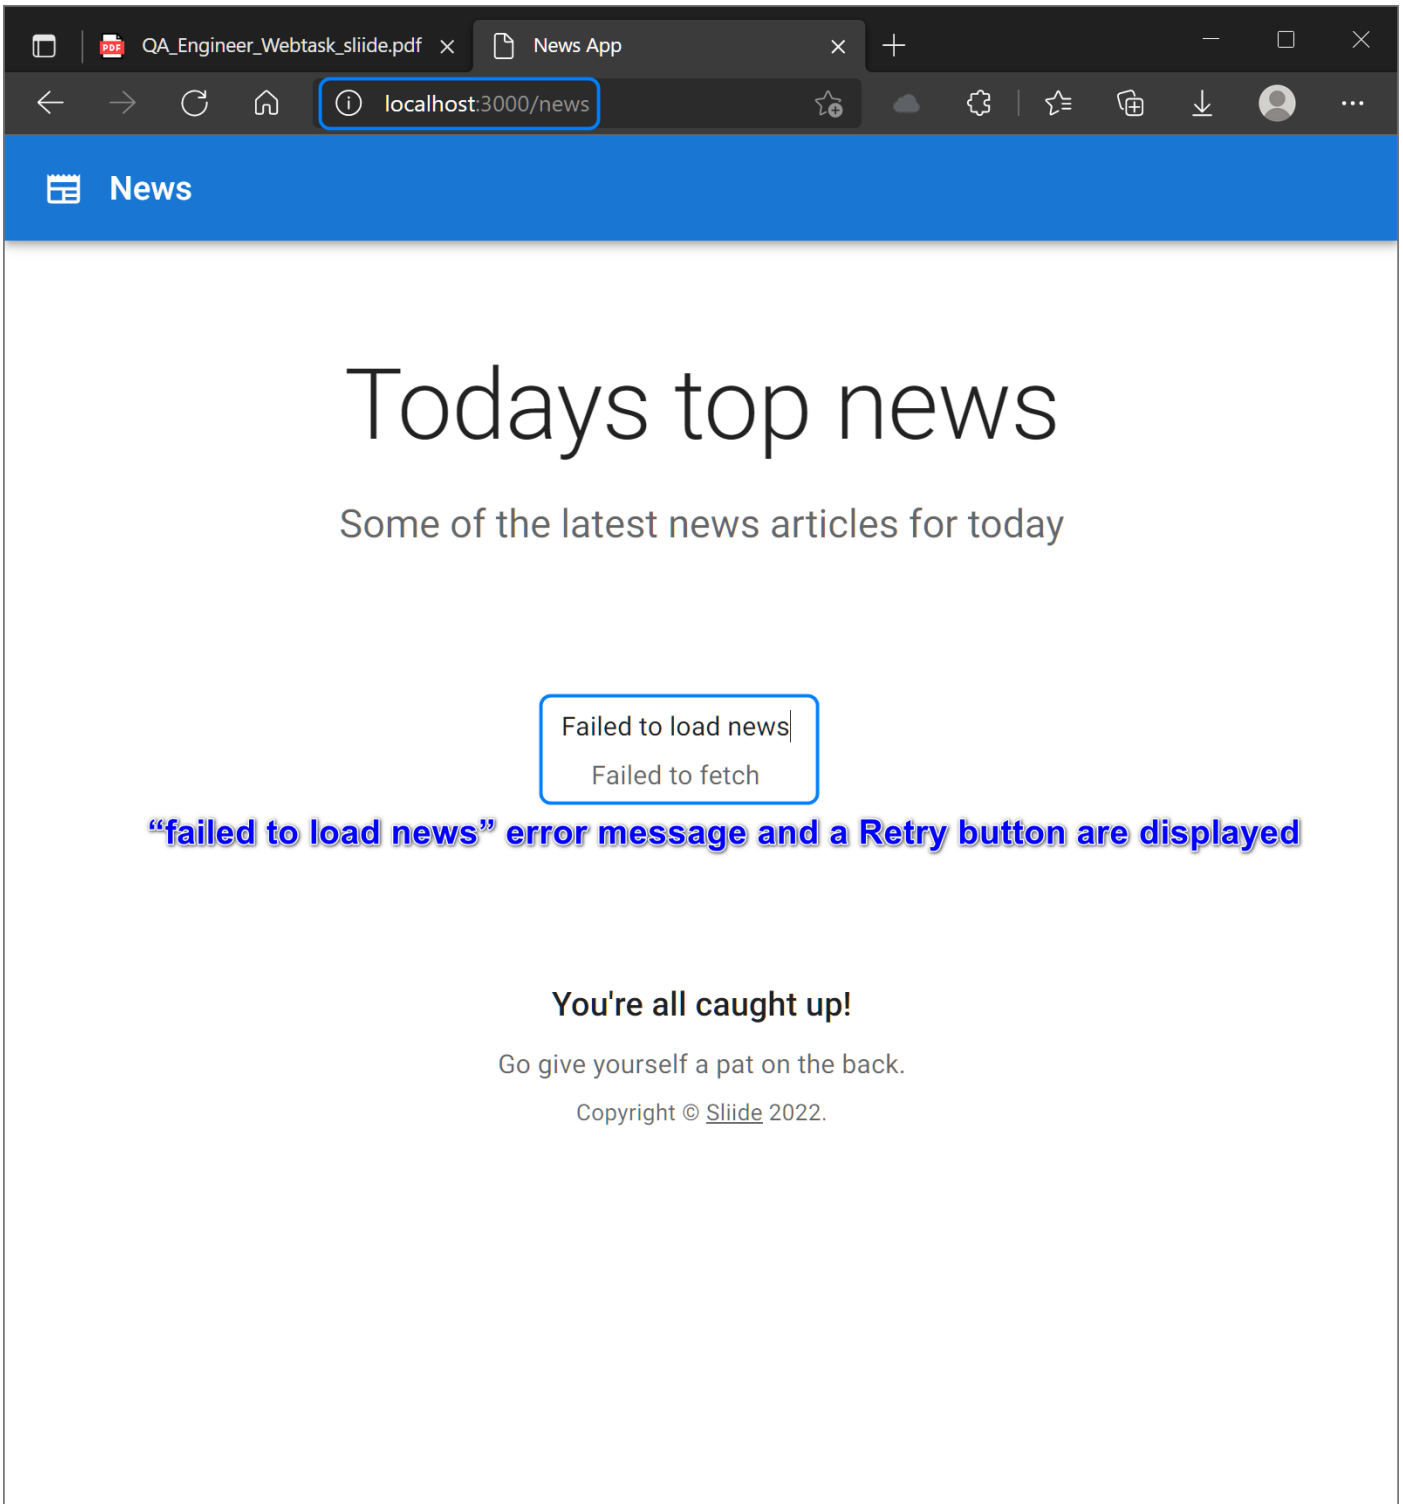 QA_Engineer_Webtask_sliide.pdf
News App
localhost:3000/news
News
Todays top news
Some of the latest news articles for today
Failed to load news
Failed to fetch
“failed to load news” error message and a Retry button are displayed
You're all caught up!
Go give yourself a pat on the back.
Copyright © Sliide 2022.